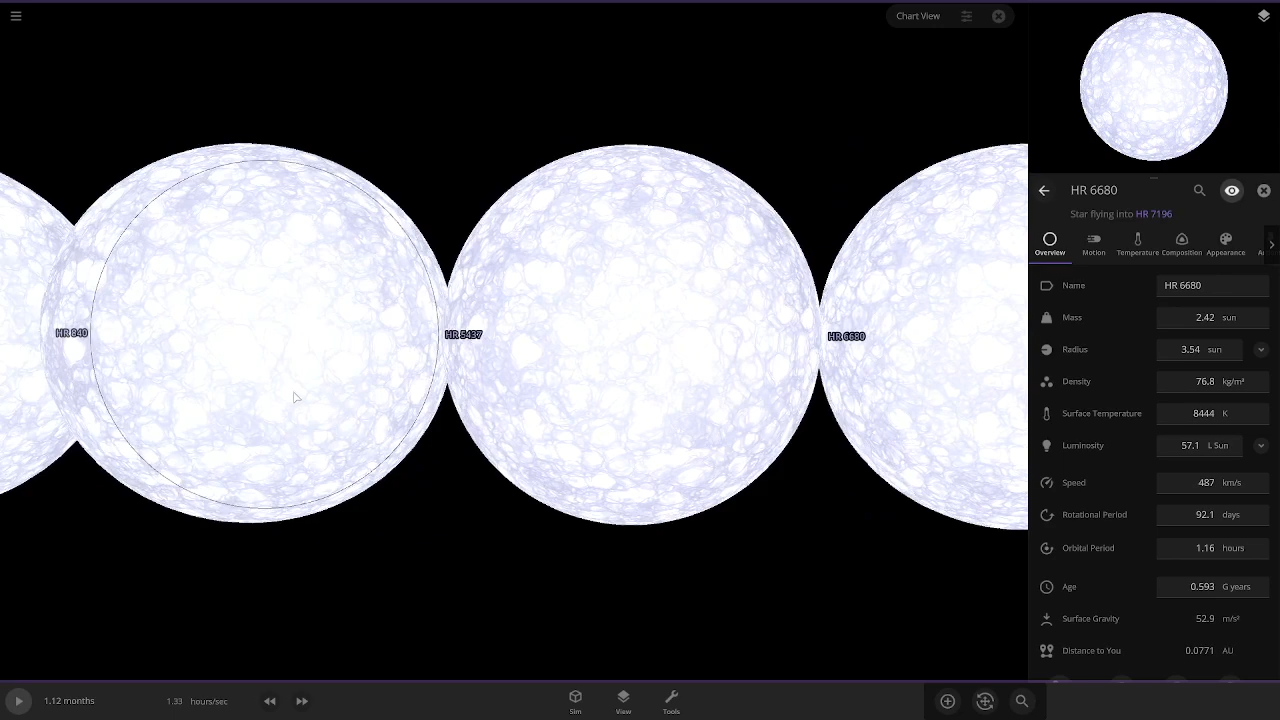 Chart View
HR 840
HR 5437
HR 6680
HR 6680
Star flying into HR 7196
Overview
Motion
Temperature
Composition
Appearance
Name HR 6680
Mass 2.42 sun
Radius 3.54 sun
Density 76.8 kg/m³
Surface Temperature 8444 K
Luminosity 57.1 L Sun
Speed 487 km/s
Rotational Period 92.1 days
Orbital Period 1.16 hours
Age 0.593 G years
Surface Gravity 52.9 m/s²
Distance to You 0.0771 AU
1.12 months
1.33 hours/sec
Sim
View
Tools